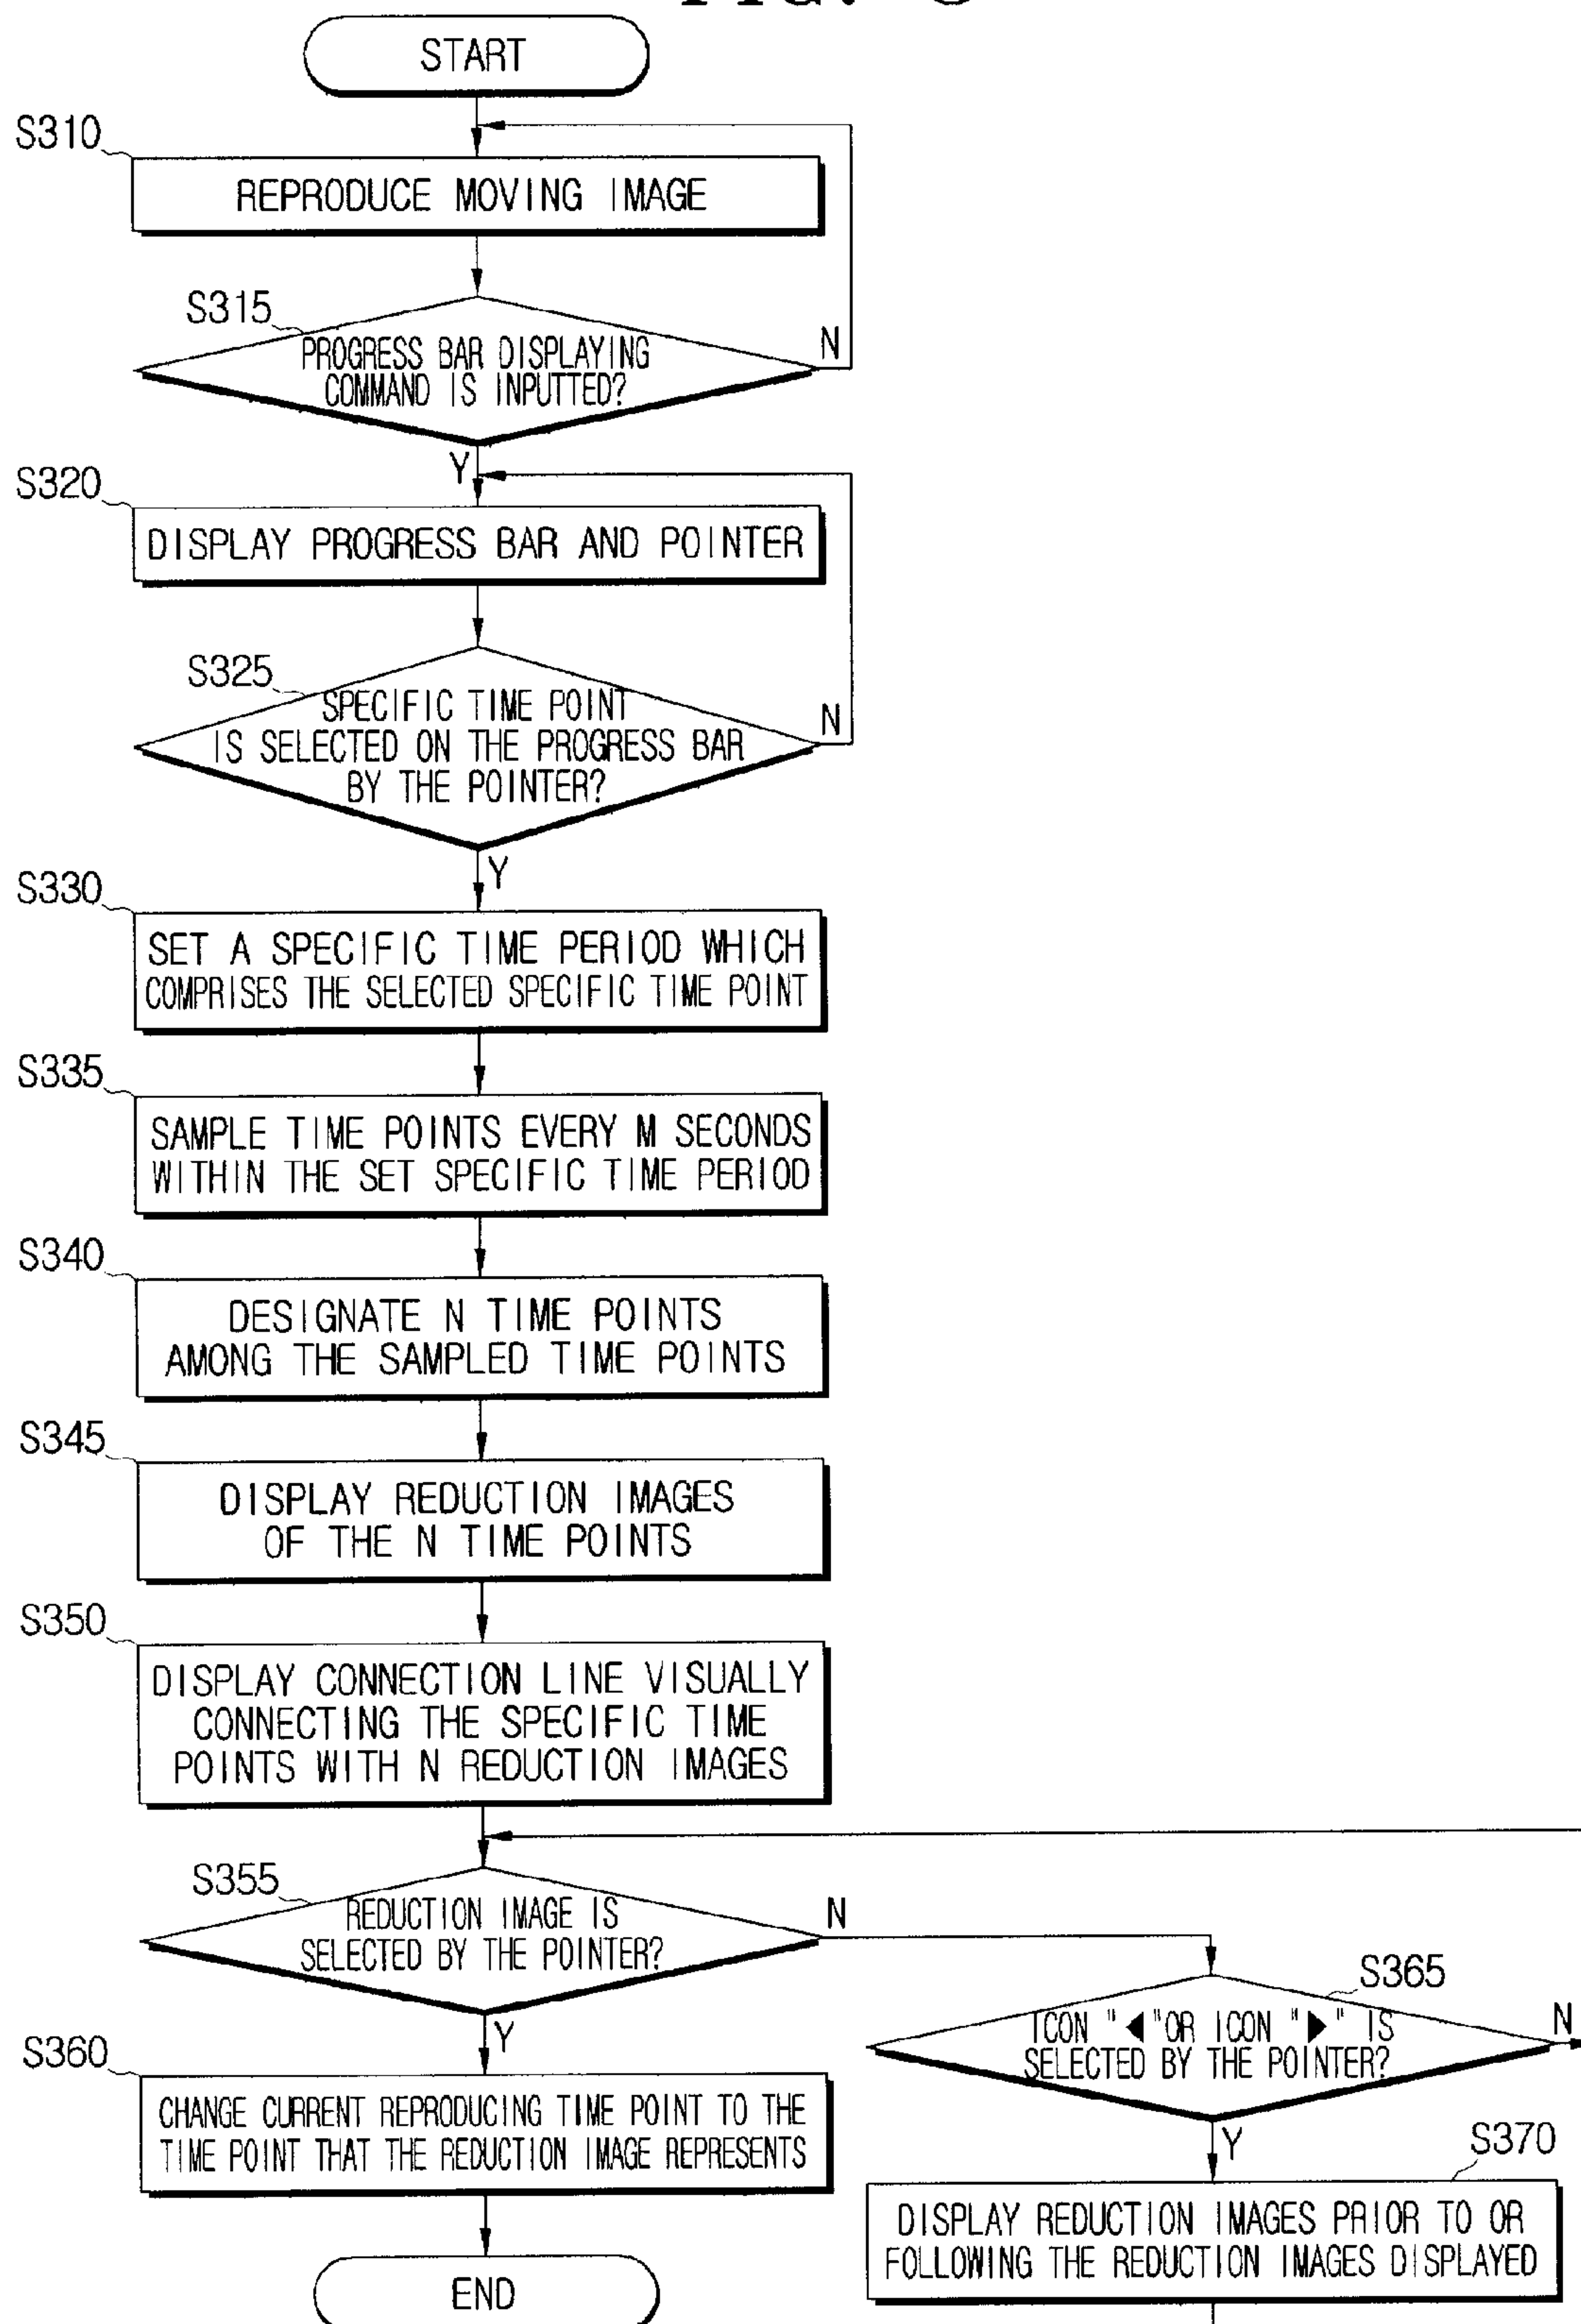 START
S310
REPRODUCE MOVING IMAGE
S315
PROGRESS BAR DISPLAYING
COMMAND IS INPUTTED?
N
Y
S320
DISPLAY PROGRESS BAR AND POINTER
S325
SPECIFIC TIME POINT
IS SELECTED ON THE PROGRESS BAR
BY THE POINTER?
N
Y
S330
SET A SPECIFIC TIME PERIOD WHICH
COMPRISES THE SELECTED SPECIFIC TIME POINT
S335
SAMPLE TIME POINTS EVERY M SECONDS
WITHIN THE SET SPECIFIC TIME PERIOD
S340
DESIGNATE N TIME POINTS
AMONG THE SAMPLED TIME POINTS
S345
DISPLAY REDUCTION IMAGES
OF THE N TIME POINTS
S350
DISPLAY CONNECTION LINE VISUALLY
CONNECTING THE SPECIFIC TIME
POINTS WITH N REDUCTION IMAGES
S355
REDUCTION IMAGE IS
SELECTED BY THE POINTER?
N
Y
S365
ICON "◀"OR ICON "▶" IS
SELECTED BY THE POINTER?
N
Y
S360
CHANGE CURRENT REPRODUCING TIME POINT TO THE
TIME POINT THAT THE REDUCTION IMAGE REPRESENTS
S370
DISPLAY REDUCTION IMAGES PRIOR TO OR
FOLLOWING THE REDUCTION IMAGES DISPLAYED
END